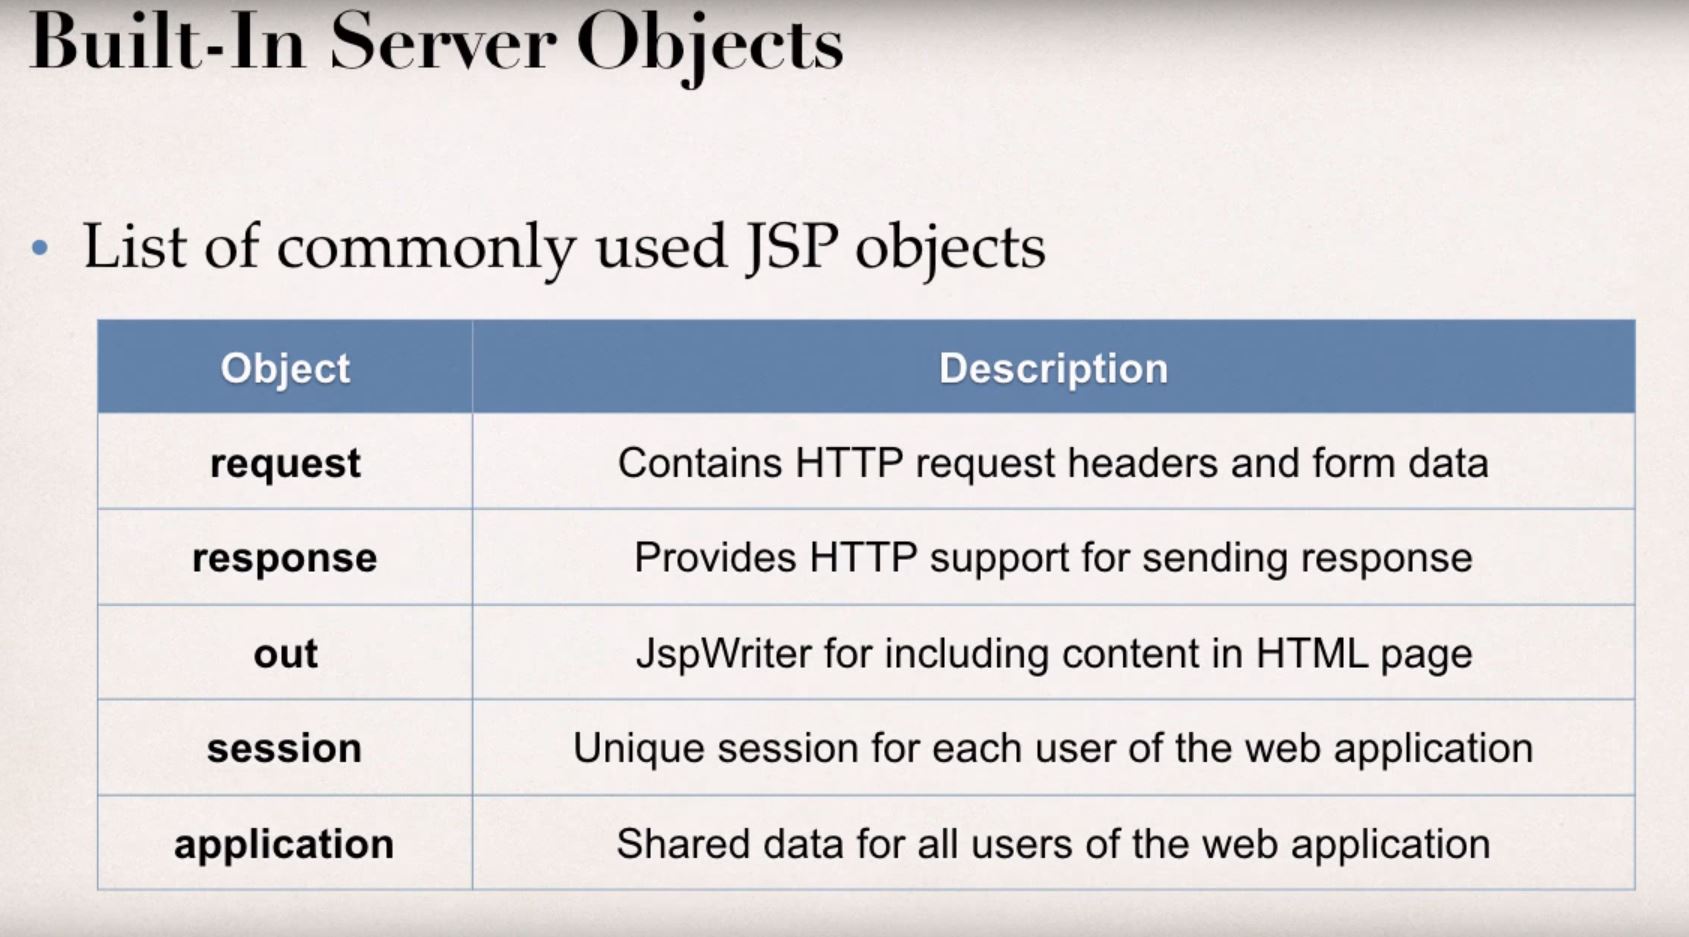 Built-In Server Objects
• List of commonly used JSP objects
Object Description
request Contains HTTP request headers and form data
response Provides HTTP support for sending response
out JspWriter for including content in HTML page
session Unique session for each user of the web application
application Shared data for all users of the web application